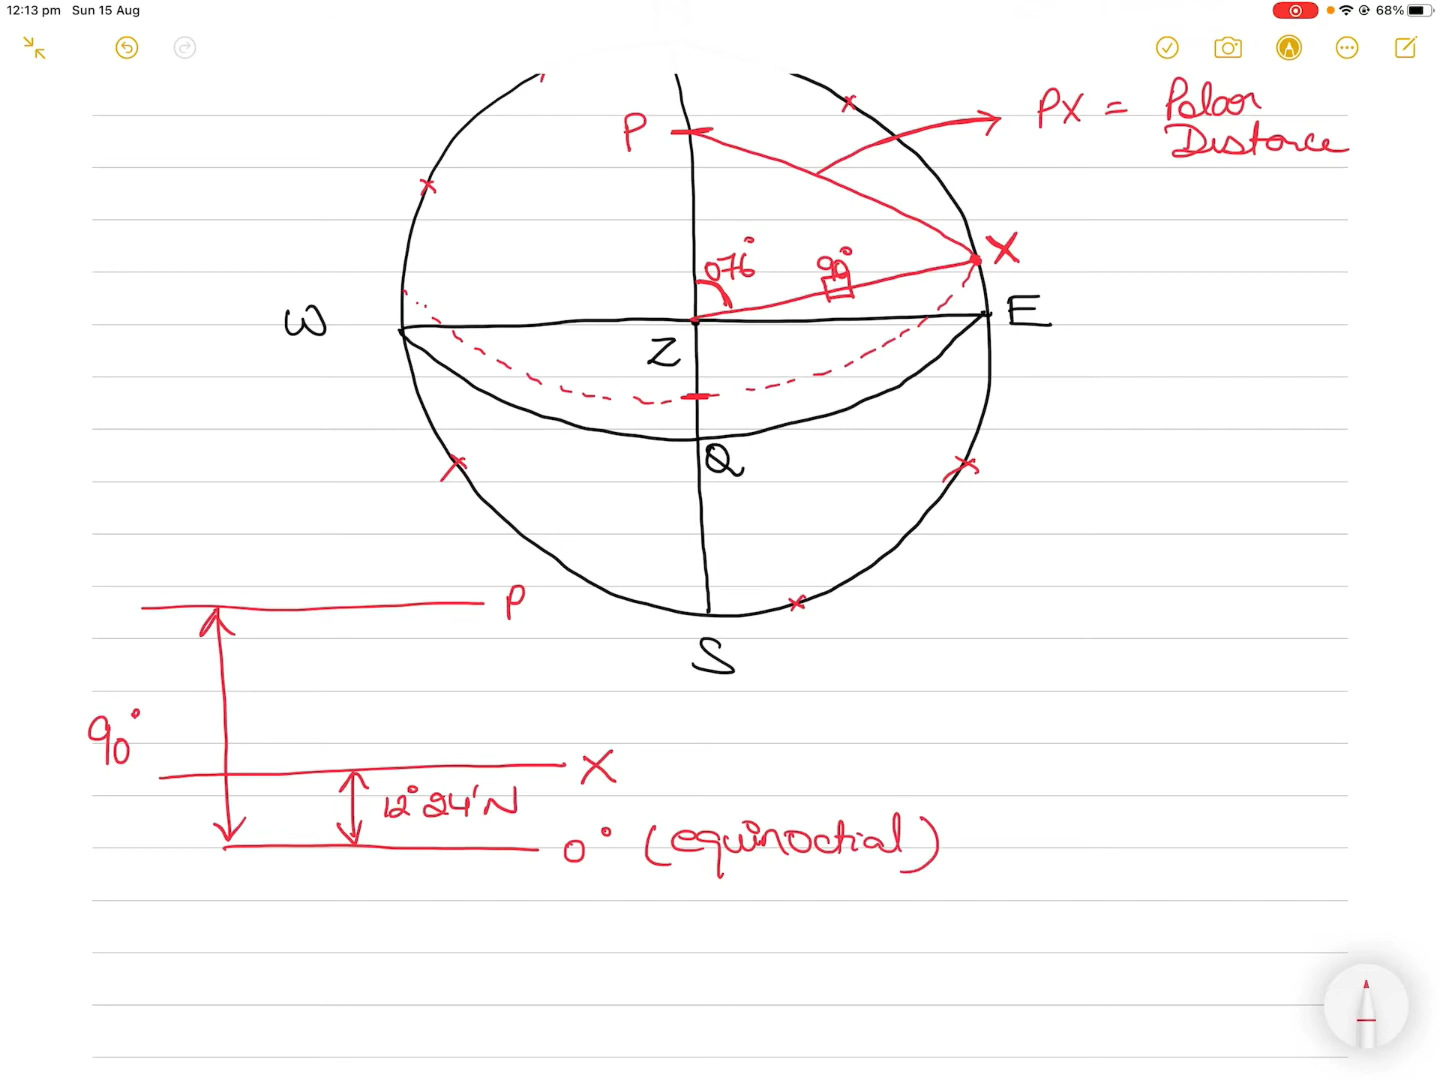 12:13 pm Sun 15 Aug
68%
P
PX = Polar
Distance
X
076°
90°
W
E
Z
Q
S
P
90°
X
12° 24' N
0° (equinoctial)